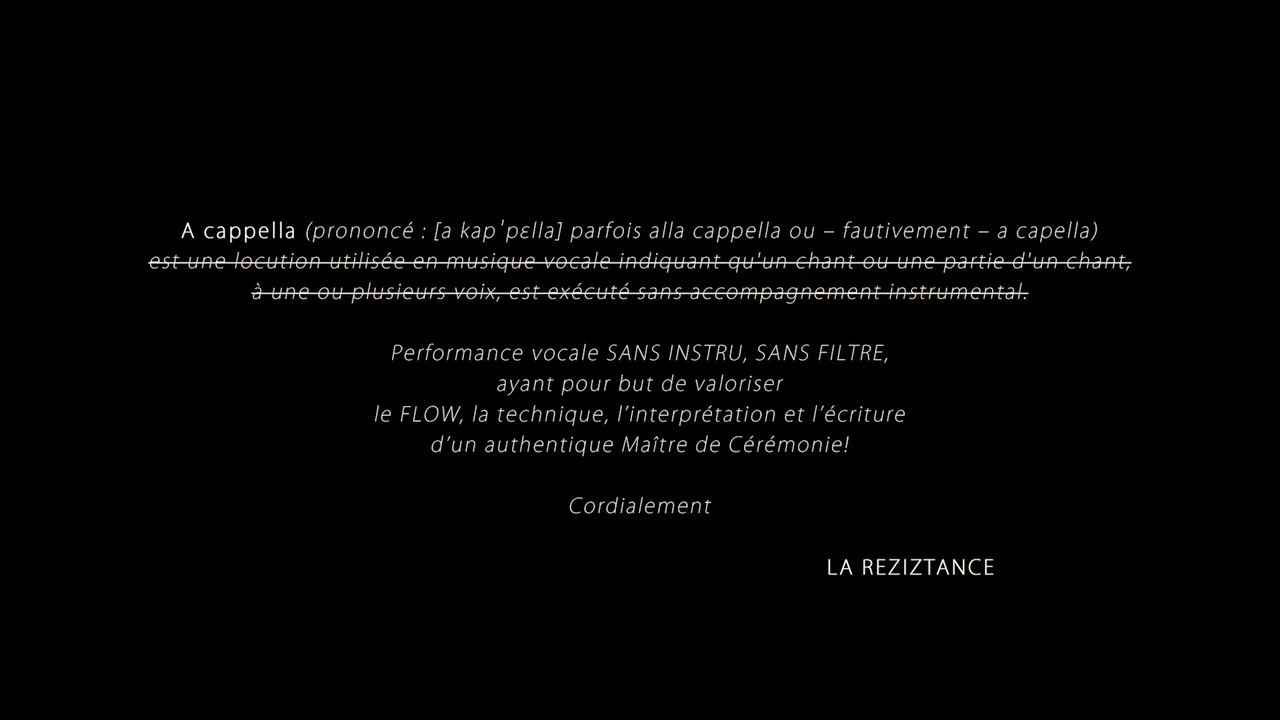 A cappella (prononcé : [a kapˈpɛlla] parfois alla cappella ou – fautivement – a capella)
est une locution utilisée en musique vocale indiquant qu'un chant ou une partie d'un chant,
à une ou plusieurs voix, est exécuté sans accompagnement instrumental.
Performance vocale SANS INSTRU, SANS FILTRE,
ayant pour but de valoriser
le FLOW, la technique, l’interprétation et l’écriture
d’un authentique Maître de Cérémonie!
Cordialement
LA REZIZTANCE